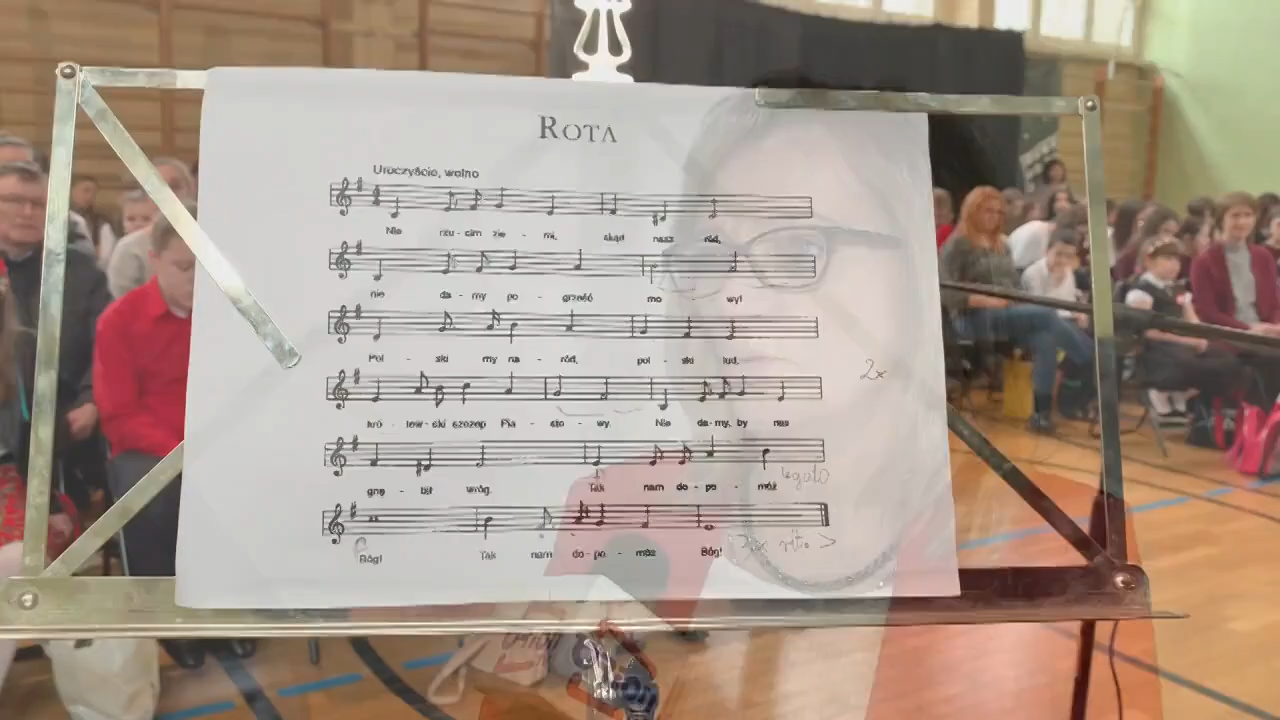 ROTA
Uroczyście, wolno
Nie rzu - cim zie - mi, skąd nasz ród,
nie da - my po - grześć mo wy!
Pol - ski my na - ród, pol - ski lud,
kró - lew - ski szczep Pia - sto - wy. Nie da - my, by nas
2x
gnę - bił wróg. Tak nam do - po - móż
legato
Bóg! Tak nam do - po - móż Bóg!